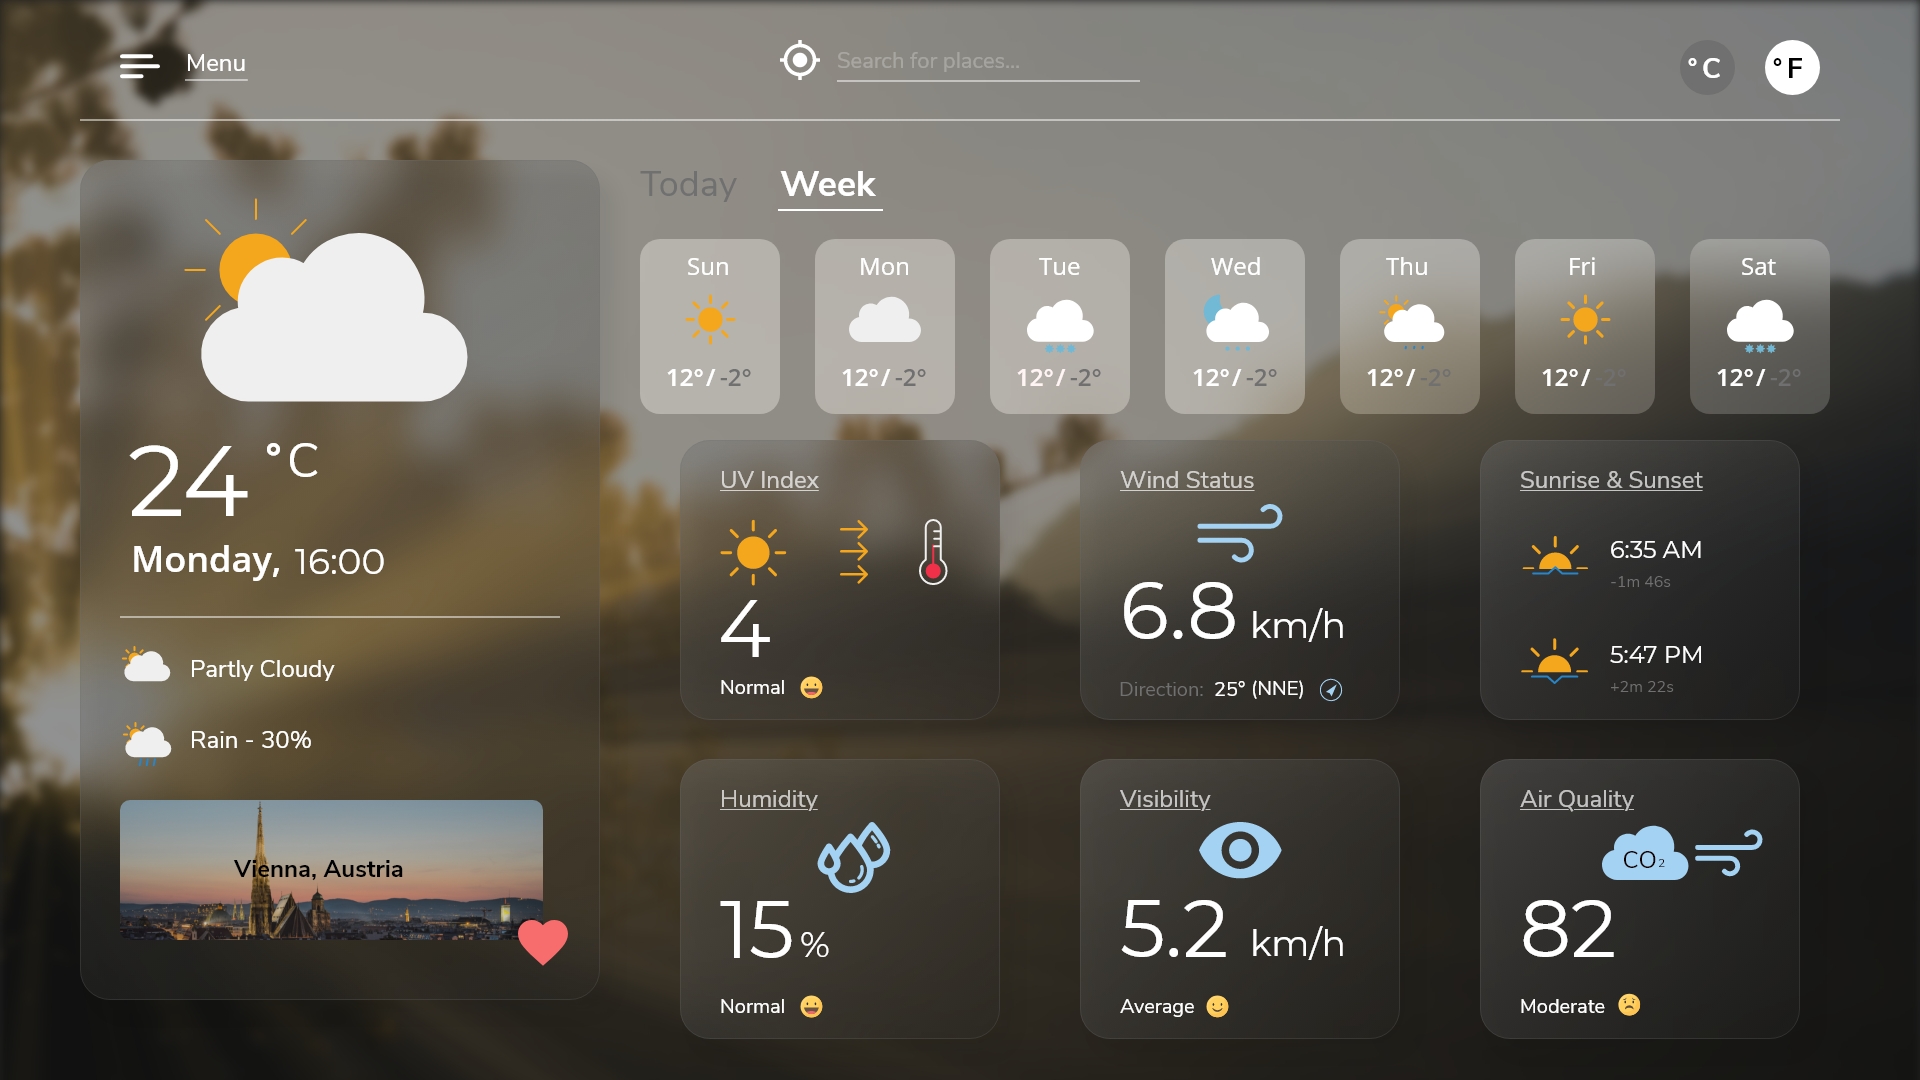 Menu
Search for places...
°C
°F
Today
Week
Sun
Mon
Tue
Wed
Thu
Fri
Sat
12°/ -2°
12°/ -2°
12°/ -2°
12°/ -2°
12°/ -2°
12°/ -2°
12°/ -2°
24 °C
Monday, 16:00
Partly Cloudy
Rain - 30%
Vienna, Austria
UV Index
4
Normal
Wind Status
6.8 km/h
Direction: 25° (NNE)
Sunrise & Sunset
6:35 AM
-1m 46s
5:47 PM
+2m 22s
Humidity
15 %
Normal
Visibility
5.2 km/h
Average
Air Quality
CO₂
82
Moderate